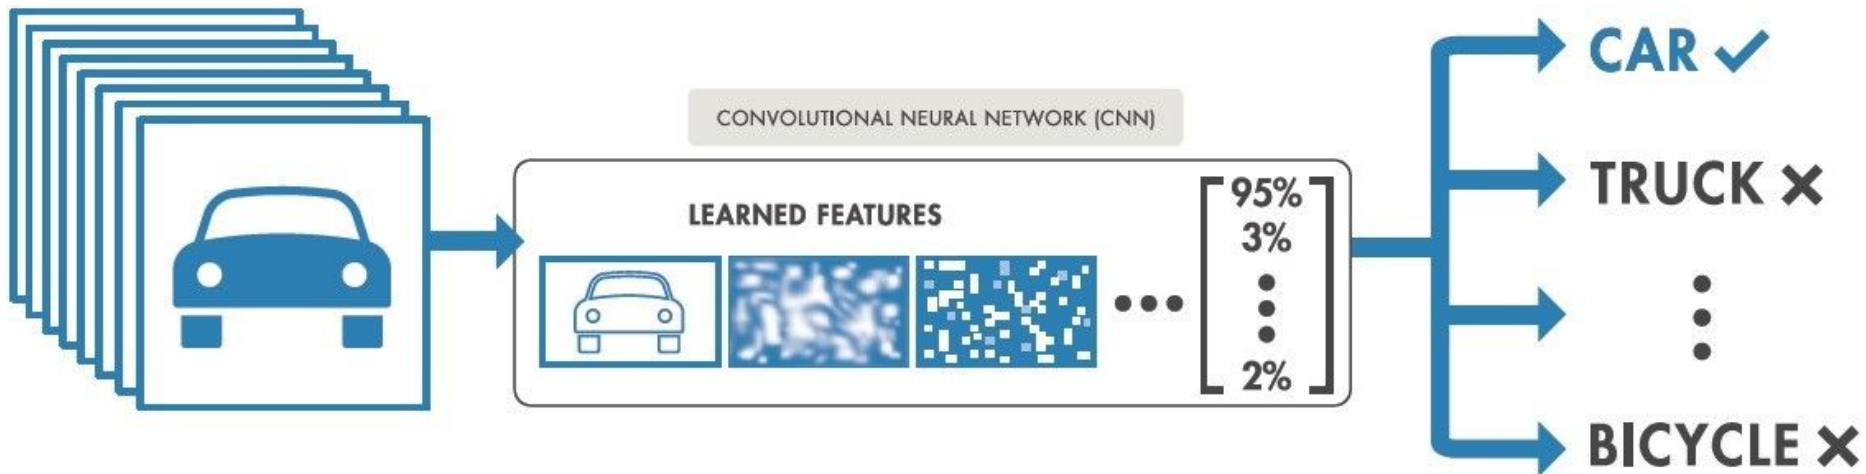 CONVOLUTIONAL NEURAL NETWORK (CNN)
LEARNED FEATURES
95%
3%
2%
CAR
TRUCK
BICYCLE